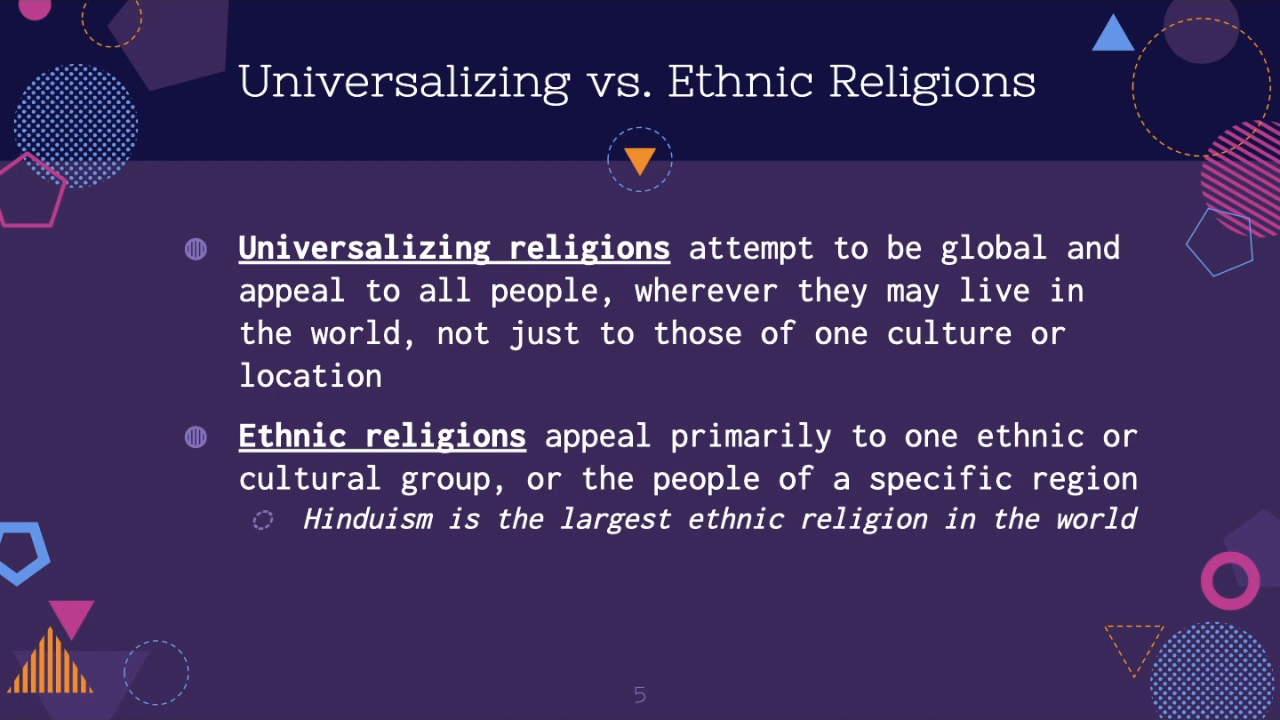 Universalizing vs. Ethnic Religions
Universalizing religions attempt to be global and
appeal to all people, wherever they may live in
the world, not just to those of one culture or
location
Ethnic religions appeal primarily to one ethnic or
cultural group, or the people of a specific region
Hinduism is the largest ethnic religion in the world
5